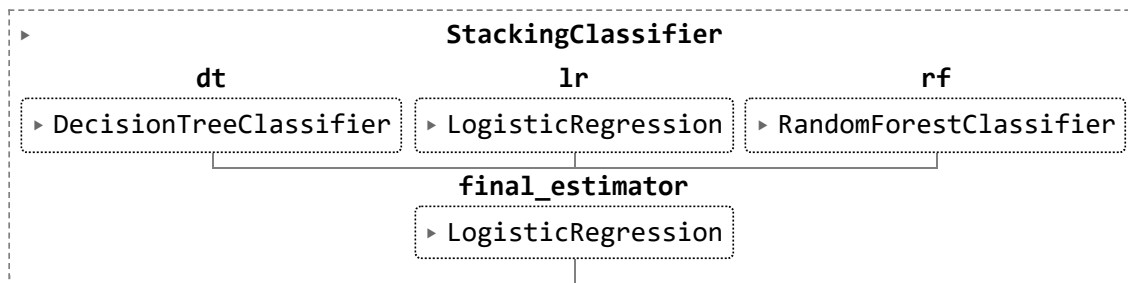 StackingClassifier
dt lr rf
DecisionTreeClassifier LogisticRegression RandomForestClassifier
final_estimator
LogisticRegression